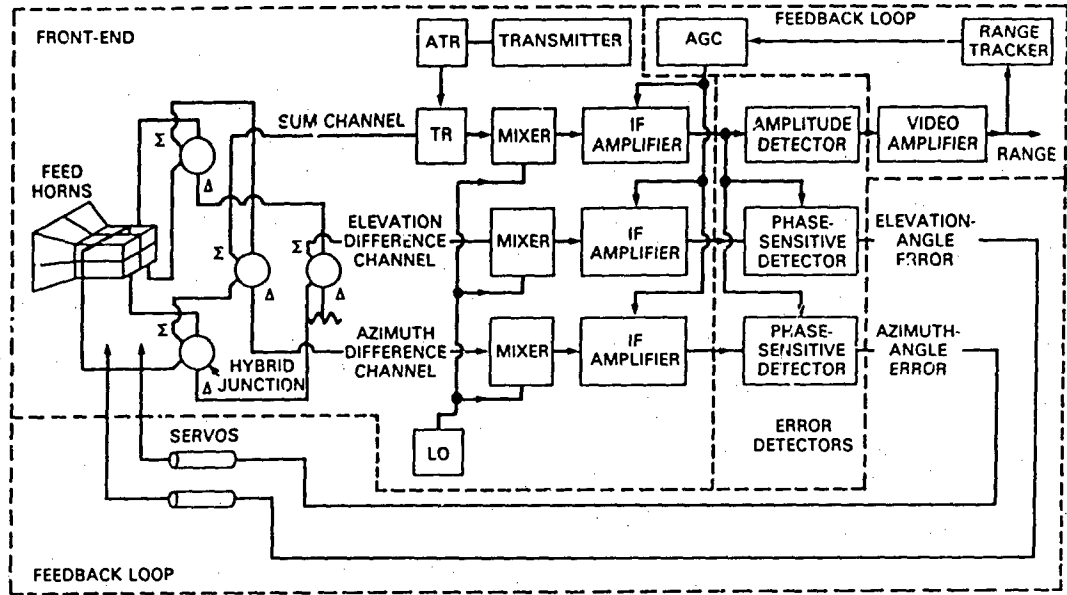 FRONT-END
FEEDBACK LOOP
ATR
TRANSMITTER
AGC
RANGE
TRACKER
Σ
SUM CHANNEL
TR
MIXER
IF
AMPLIFIER
AMPLITUDE
DETECTOR
VIDEO
AMPLIFIER
RANGE
FEED
HORNS
Δ
Σ
Δ
Σ
Δ
ELEVATION
DIFFERENCE
CHANNEL
MIXER
IF
AMPLIFIER
PHASE-
SENSITIVE
DETECTOR
ELEVATION-
ANGLE
ERROR
Σ
Δ
HYBRID
JUNCTION
AZIMUTH
DIFFERENCE
CHANNEL
MIXER
IF
AMPLIFIER
PHASE-
SENSITIVE
DETECTOR
AZIMUTH-
ANGLE
ERROR
LO
ERROR
DETECTORS
SERVOS
FEEDBACK LOOP